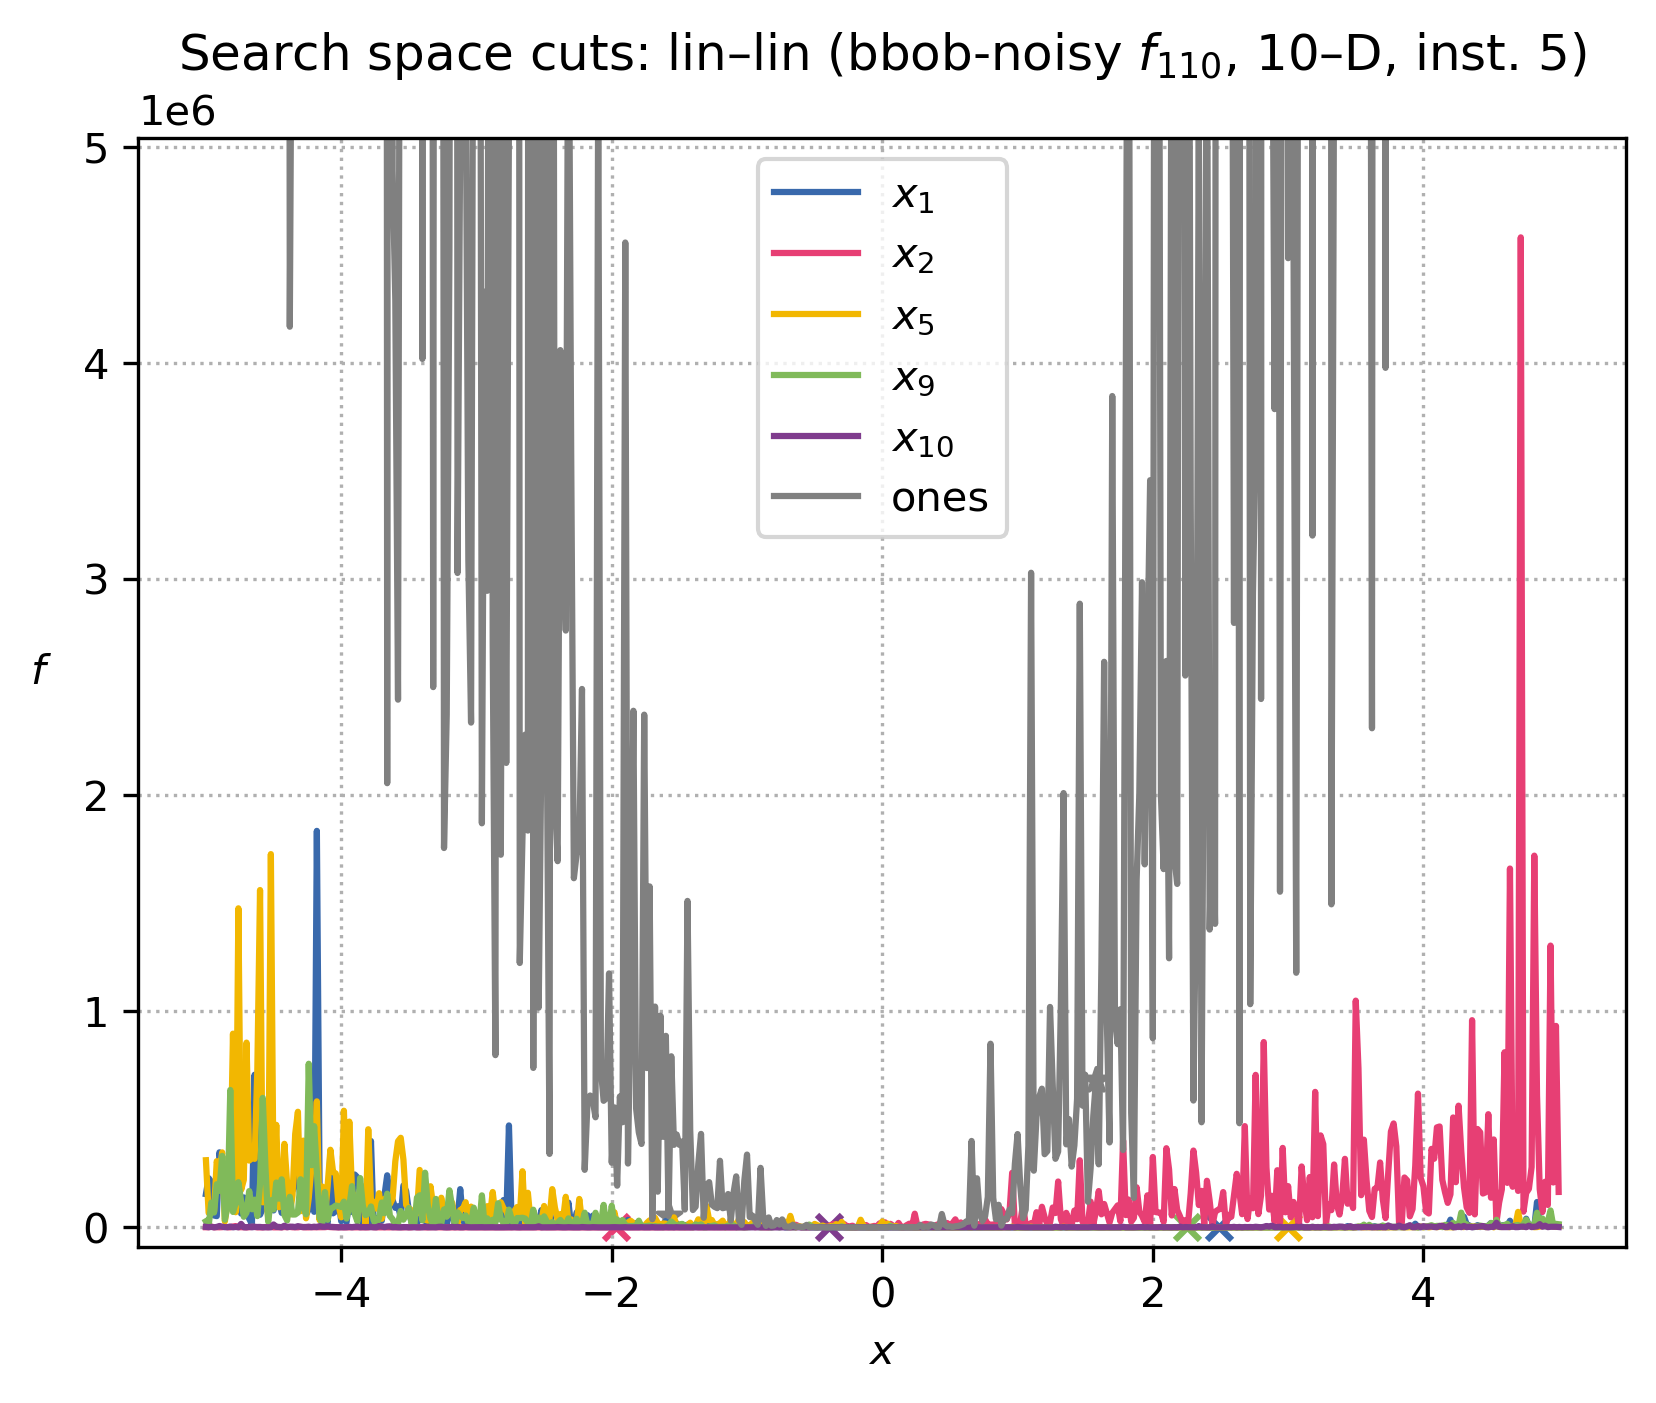 Search space cuts: lin–lin (bbob-noisy f₁₁₀, 10–D, inst. 5)
1e6
5
4
3
2
1
0
f
x₁
x₂
x₅
x₉
x₁₀
ones
−4 −2 0 2 4
x